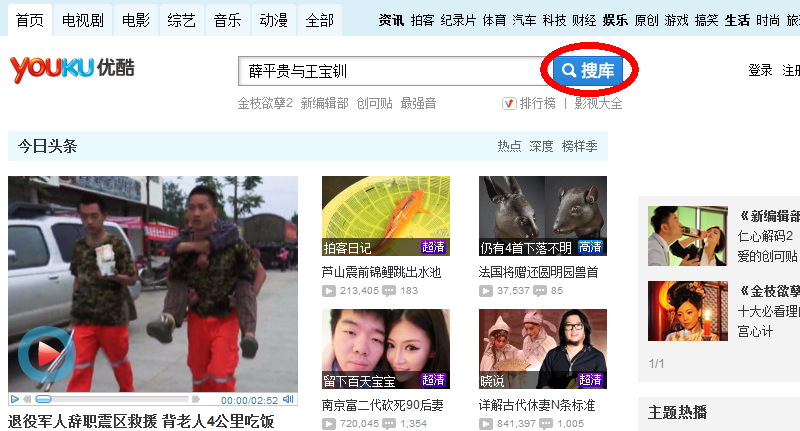 首页 电视剧 电影 综艺 音乐 动漫 全部 资讯 拍客 纪录片 体育 汽车 科技 财经 娱乐 原创 游戏 搞笑 生活 时尚
YOUKU优酷 薛平贵与王宝钏 搜库 登录
金枝欲孽2 新编辑部 创可贴 最强音 排行榜 | 影视大全
今日头条 热点 深度 榜样季
拍客日记 超清
芦山震前锦鲤跳出水池
213,405 183
仍有4首下落不明 高清
法国将赠还圆明园兽首
37,537 85
00:00/02:52
退役军人辞职震区救援 背老人4公里吃饭
留下百天宝宝 超清
南京富二代砍死90后妻
720,045 1,354
晓说 超清
详解古代休妻N条标准
841,397 1,005
《新编辑部
仁心解码2
爱的创可贴
《金枝欲孽
十大必看理
宫心计
1/1
主题热播